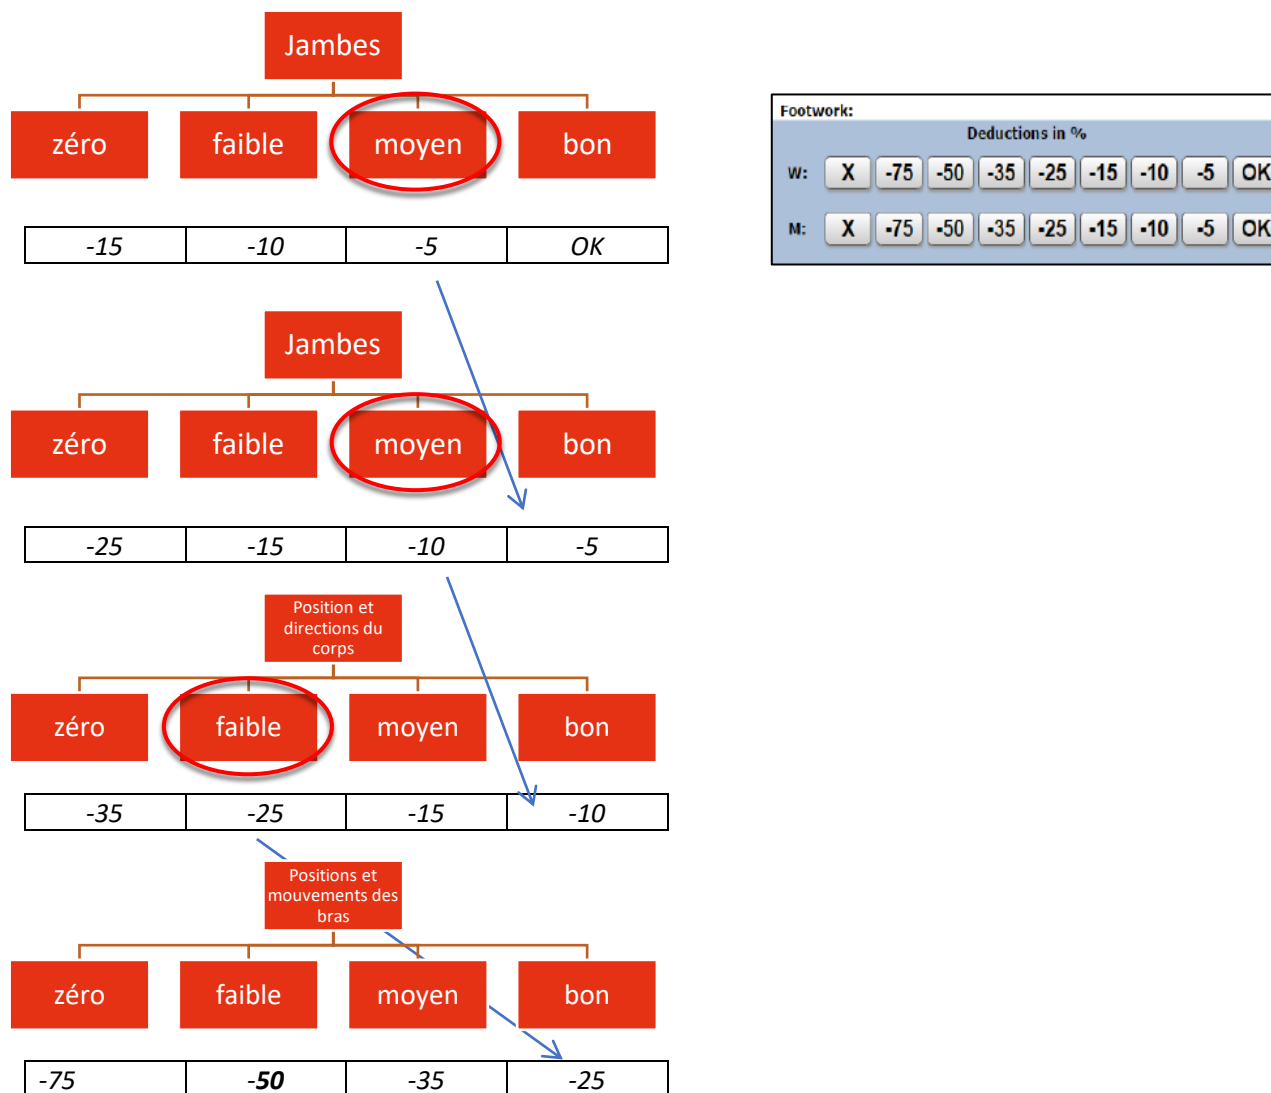 Jambes
zéro faible moyen bon
-15 -10 -5 OK
Footwork:
Deductions in %
W: X -75 -50 -35 -25 -15 -10 -5 OK
M: X -75 -50 -35 -25 -15 -10 -5 OK
Jambes
zéro faible moyen bon
-25 -15 -10 -5
Position et
directions du
corps
zéro faible moyen bon
-35 -25 -15 -10
Positions et
mouvements des
bras
zéro faible moyen bon
-75 -50 -35 -25